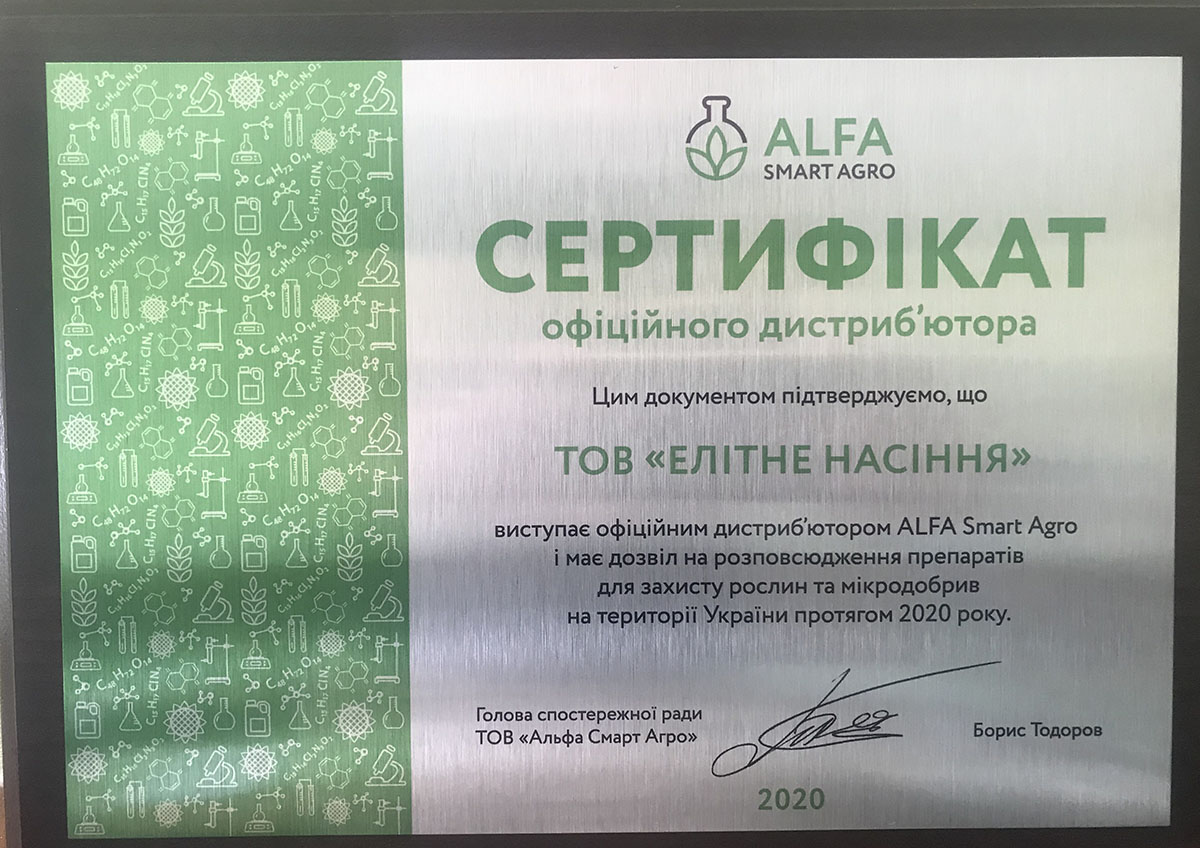 ALFA
SMART AGRO
СЕРТИФІКАТ
офіційного дистриб'ютора
Цим документом підтверджуємо, що
ТОВ «ЕЛІТНЕ НАСІННЯ»
виступає офіційним дистриб'ютором ALFA Smart Agro
і має дозвіл на розповсюдження препаратів
для захисту рослин та мікродобрив
на території України протягом 2020 року.
Голова спостережної ради
ТОВ «Альфа Смарт Агро»
Борис Тодоров
2020